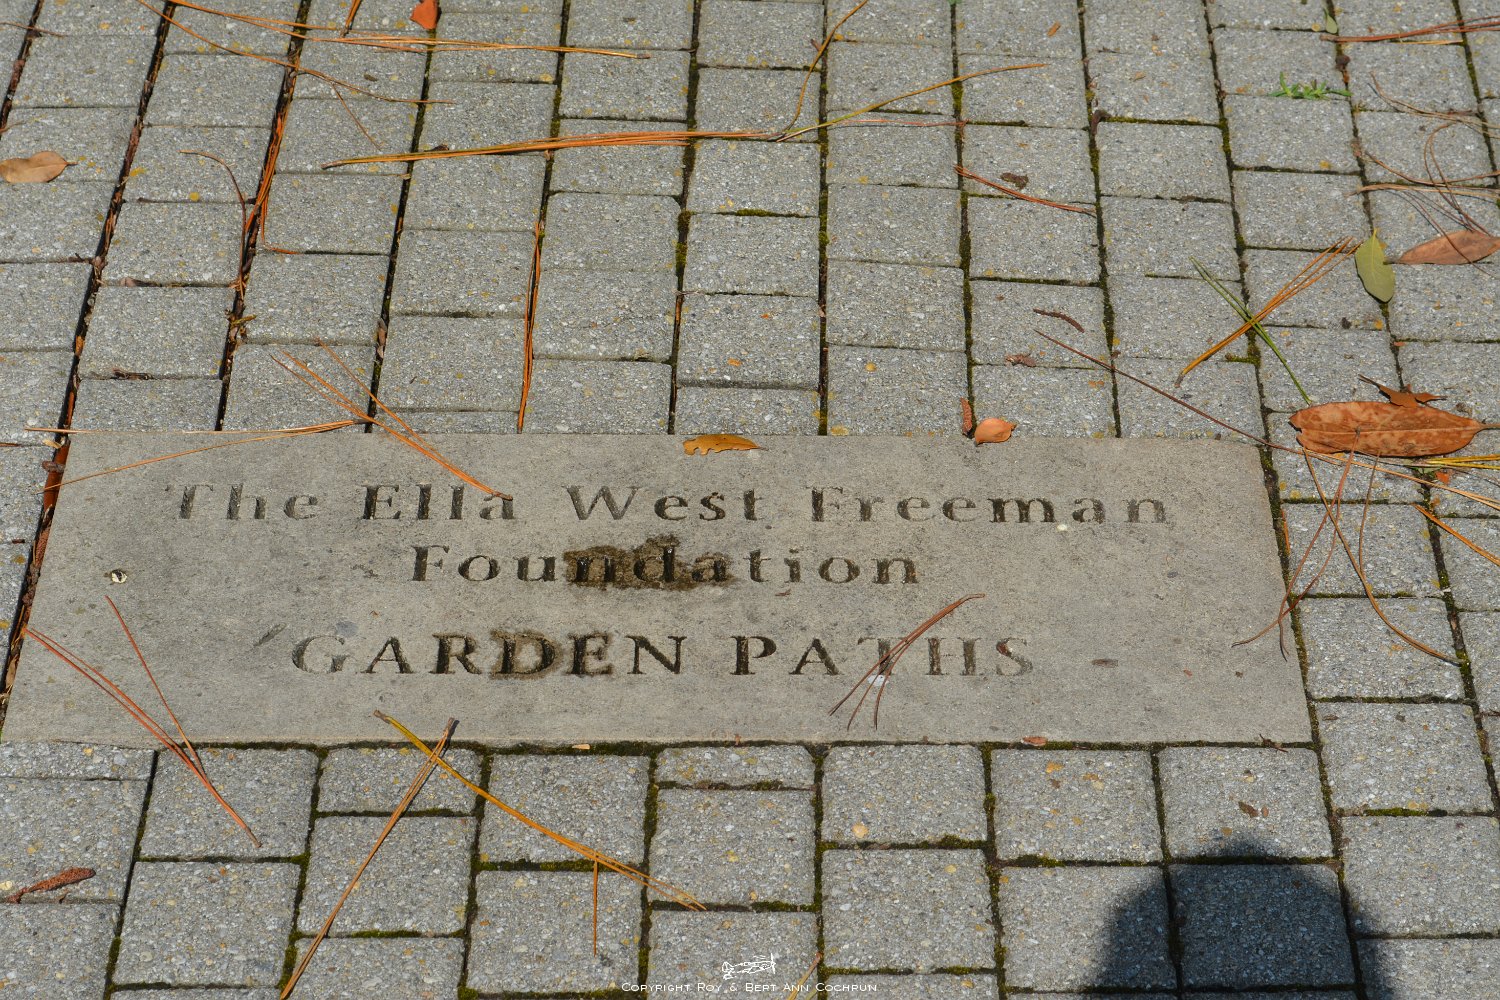 The Ella West Freeman
Foundation
GARDEN PATHS
Copyright Roy & Bert Ann Cochrun